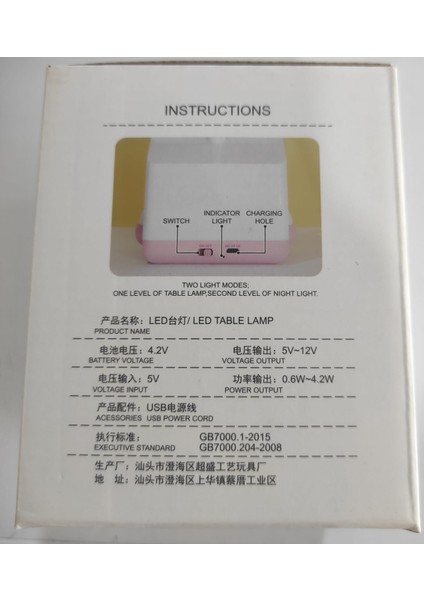 INSTRUCTIONS
SWITCH
INDICATOR LIGHT
CHARGING HOLE
TWO LIGHT MODES;
ONE LEVEL OF TABLE LAMP,SECOND LEVEL OF NIGHT LIGHT.
产品名称: LED台灯/ LED TABLE LAMP
PRODUCT NAME
电池电压: 4.2V 电压输出: 5V~12V
BATTERY VOLTAGE VOLTAGE OUTPUT
电压输入: 5V 功率输出: 0.6W~4.2W
VOLTAGE INPUT POWER OUTPUT
产品配件: USB电源线
ACESSORIES USB POWER CORD
执行标准: GB7000.1-2015
EXECUTIVE STANDARD GB7000.204-2008
生产厂: 汕头市澄海区超盛工艺玩具厂
地 址: 汕头市澄海区上华镇蔡厝工业区